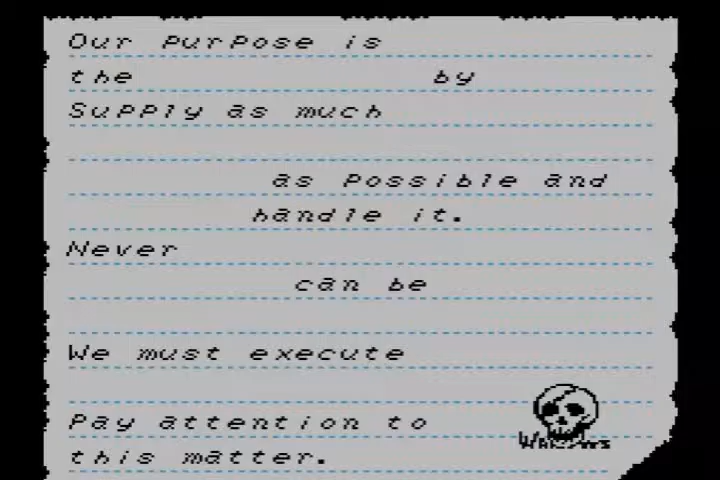 Our purpose is
the by
Supply as much
as possible and
handle it.
Never
can be
We must execute
Pay attention to
this matter.